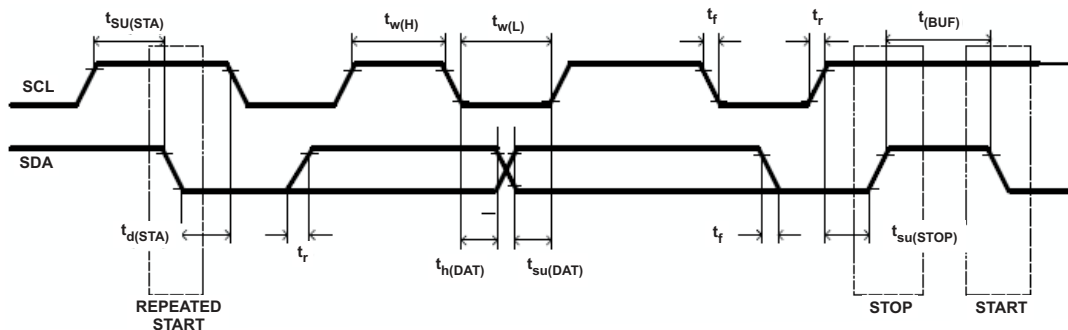 tSU(STA) tw(H) tw(L) tf tr t(BUF)
SCL
SDA
td(STA) tr th(DAT) tsu(DAT) tf tsu(STOP)
REPEATED
START
STOP START